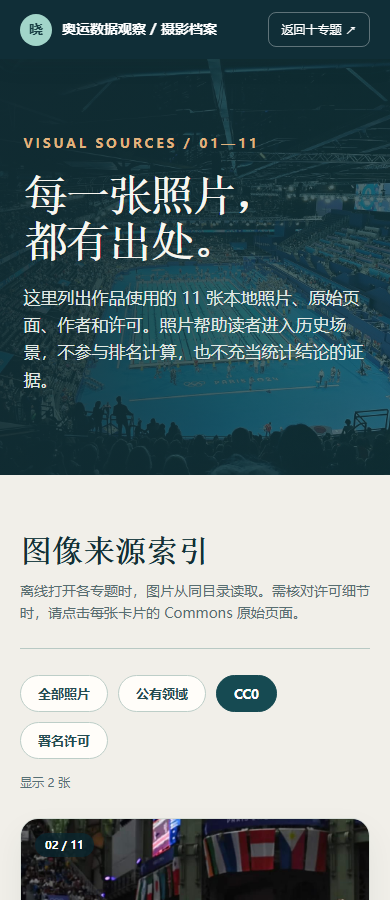 晓 奥运数据观察 / 摄影档案 返回十专题 ↗
VISUAL SOURCES / 01—11
每一张照片，
都有出处。
这里列出作品使用的 11 张本地照片、原始页
面、作者和许可。照片帮助读者进入历史场
景，不参与排名计算，也不充当统计结论的证
据。
图像来源索引
离线打开各专题时，图片从同目录读取。需核对许可细节
时，请点击每张卡片的 Commons 原始页面。
全部照片 公有领域 CC0
署名许可
显示 2 张
02 / 11